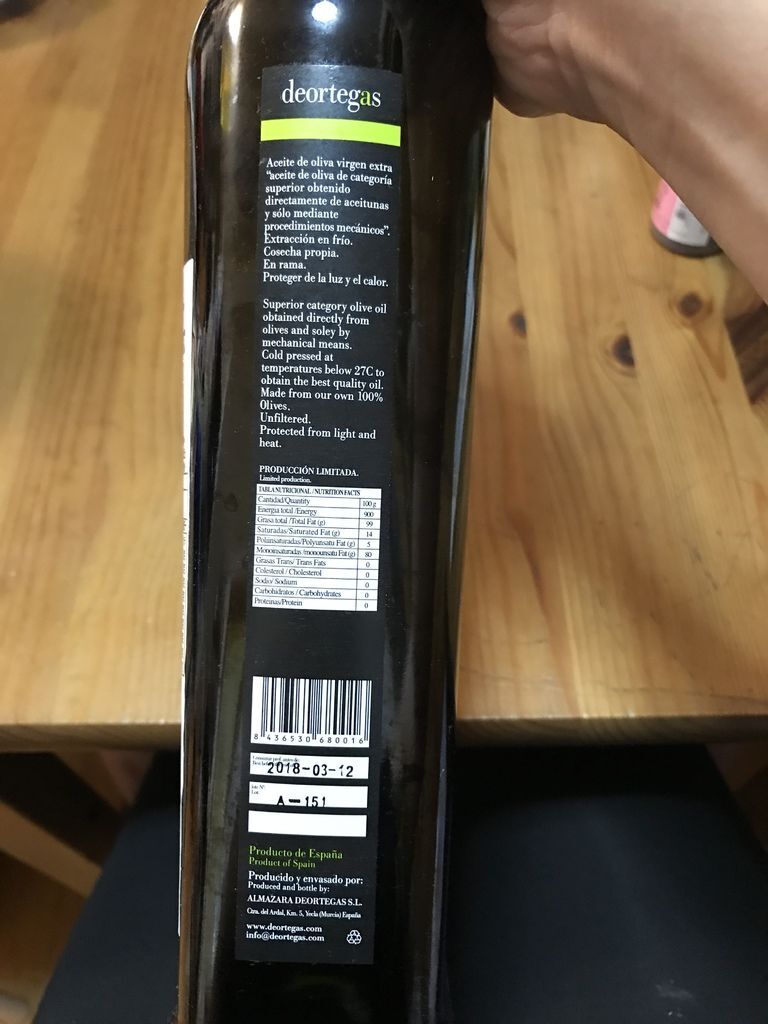 deortegas
Aceite de oliva virgen extra
"aceite de oliva de categoría
superior obtenido
directamente de aceitunas
y sólo mediante
procedimientos mecánicos".
Extracción en frío.
Cosecha propia.
En rama.
Proteger de la luz y el calor.
Superior category olive oil
obtained directly from
olives and soley by
mechanical means.
Cold pressed at
temperatures below 27C to
obtain the best quality oil.
Made from our own 100%
Olives.
Unfiltered.
Protected from light and
heat.
PRODUCCIÓN LIMITADA.
Limited production.
TABLA NUTRICIONAL / NUTRITION FACTS
Cantidad/Quantity 100 g
Energia total /Energy 900
Grasa total /Total Fat (g) 99
Saturadas/Saturated Fat (g) 14
Poliinsaturadas/Polyunsatu Fat (g) 5
Monoinsaturadas /monounsatu Fat (g) 80
Grasas Trans/ Trans Fats 0
Colesterol / Cholesterol 0
Sodio/ Sodium 0
Carbohidratos / Carbohydrates 0
Proteinas/Protein 0
8 436530 680016
2018-03-12
Lot
A-151
Producto de España
Product of Spain
Producido y envasado por:
Produced and bottle by:
ALMAZARA DEORTEGAS S.L.
Ctra. del Ardal, Km. 5, Yecla (Murcia) España
www.deortegas.com
info@deortegas.com